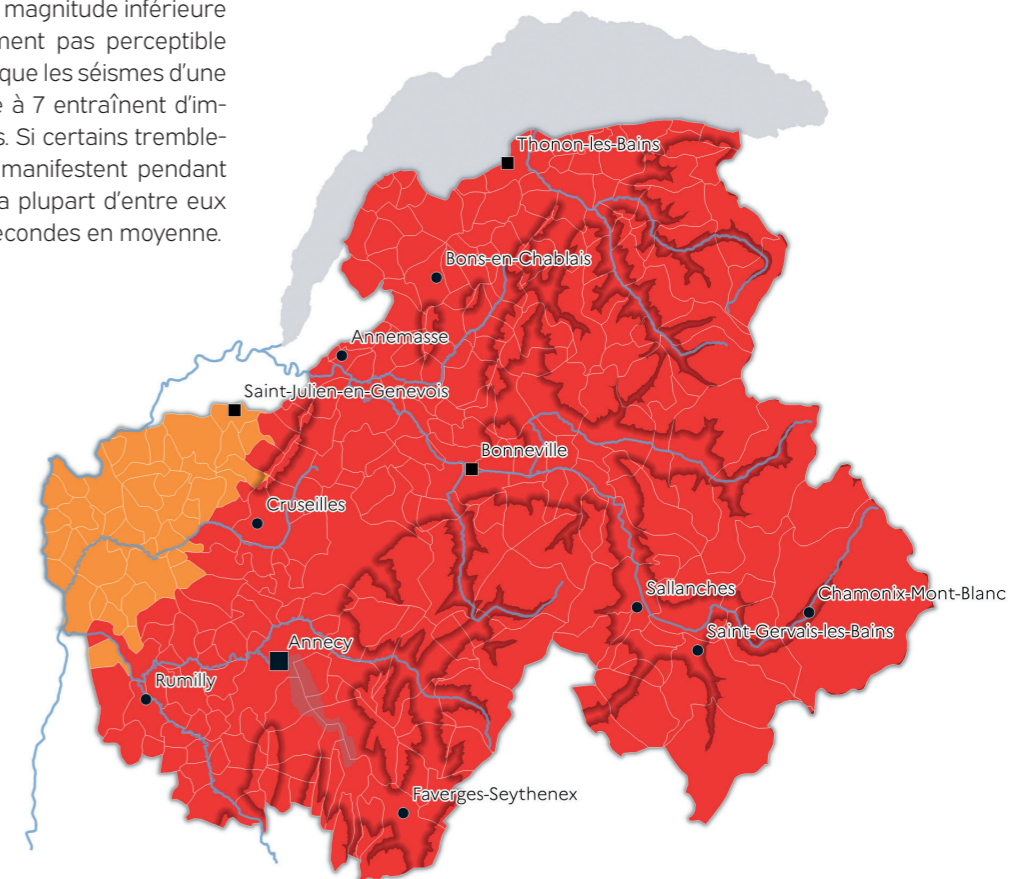 magnitude inférieure
ment pas perceptible
que les séismes d'une
e à 7 entraînent d'im-
s. Si certains tremble-
manifestent pendant
a plupart d'entre eux
econdes en moyenne.
Thonon-les-Bains
Bons-en-Chablais
Annemasse
Saint-Julien-en-Genevois
Bonneville
Cruseilles
Sallanches
Chamonix-Mont-Blanc
Saint-Gervais-les-Bains
Annecy
Rumilly
Faverges-Seythenex